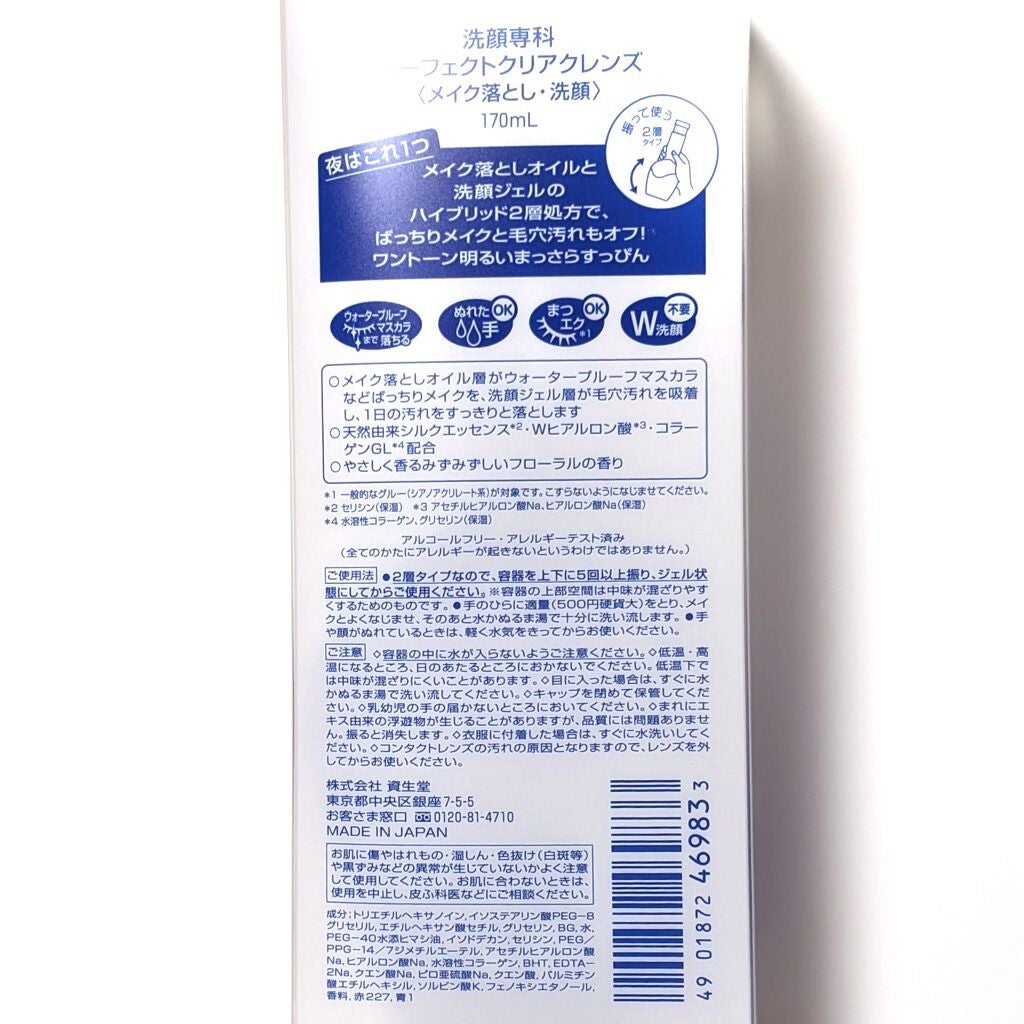 洗顔専科
ーフェクトクリアクレンズ
〈メイク落とし・洗顔〉
170mL
振って使う
2層
タイプ
夜はこれ1つ
メイク落としオイルと
洗顔ジェルの
ハイブリッド2層処方で、
ばっちりメイクと毛穴汚れもオフ!
ワントーン明るいまっさらすっぴん
ウォータープルーフ
マスカラ
まで 落ちる
ぬれた
手
OK
まつ
エク*1
OK
W洗顔
不要
○メイク落としオイル層がウォータープルーフマスカラ
などばっちりメイクを、洗顔ジェル層が毛穴汚れを吸着
し、1日の汚れをすっきりと落とします
○天然由来シルクエッセンス*2・Wヒアルロン酸*3・コラー
ゲンGL*4配合
○やさしく香るみずみずしいフローラルの香り
*1 一般的なグルー(シアノアクリレート系)が対象です。こすらないようになじませてください。
*2 セリシン(保湿) *3 アセチルヒアルロン酸Na、ヒアルロン酸Na(保湿)
*4 水溶性コラーゲン、グリセリン(保湿)
アルコールフリー・アレルギーテスト済み
(全てのかたにアレルギーが起きないというわけではありません。)
ご使用法 ●2層タイプなので、容器を上下に5回以上振り、ジェル状
態にしてからご使用ください。※容器の上部空間は中味が混ざりやす
くするためのものです。●手のひらに適量(500円硬貨大)をとり、メイ
クとよくなじませ、そのあと水かぬるま湯で十分に洗い流します。●手
や顔がぬれているときは、軽く水気をきってからお使いください。
ご注意 ◇容器の中に水が入らないようご注意ください。◇低温・高
温になるところ、日のあたるところにおかないでください。低温下で
は中味が混ざりにくいことがあります。◇目に入った場合は、すぐに水
かぬるま湯で洗い流してください。◇キャップを閉めて保管してくだ
さい。◇乳幼児の手の届かないところにおいてください。◇まれにエ
キス由来の浮遊物が生じることがありますが、品質には問題ありませ
ん。振ると消失します。◇衣服に付着した場合は、すぐに水洗いしてく
ださい。◇コンタクトレンズの汚れの原因となりますので、レンズを外
してからお使いください。
株式会社 資生堂
東京都中央区銀座7-5-5
お客さま窓口 0120-81-4710
MADE IN JAPAN
お肌に傷やはれもの・湿しん・色抜け(白斑等)
や黒ずみなどの異常が生じていないかよく注意
して使用してください。お肌に合わないときは、
使用を中止し、皮ふ科医などにご相談ください。
成分：トリエチルヘキサノイン,イソステアリン酸PEG-8
グリセリル,エチルヘキサン酸セチル,グリセリン,BG,水,
PEG-40水添ヒマシ油,イソドデカン,セリシン,PEG/
PPG-14/7ジメチルエーテル,アセチルヒアルロン酸
Na,ヒアルロン酸Na,水溶性コラーゲン,BHT,EDTA-
2Na,クエン酸Na,ピロ亜硫酸Na,クエン酸,パルミチン
酸エチルヘキシル,ソルビン酸K,フェノキシエタノール,
香料,赤227,青1
49 01872 46983 3